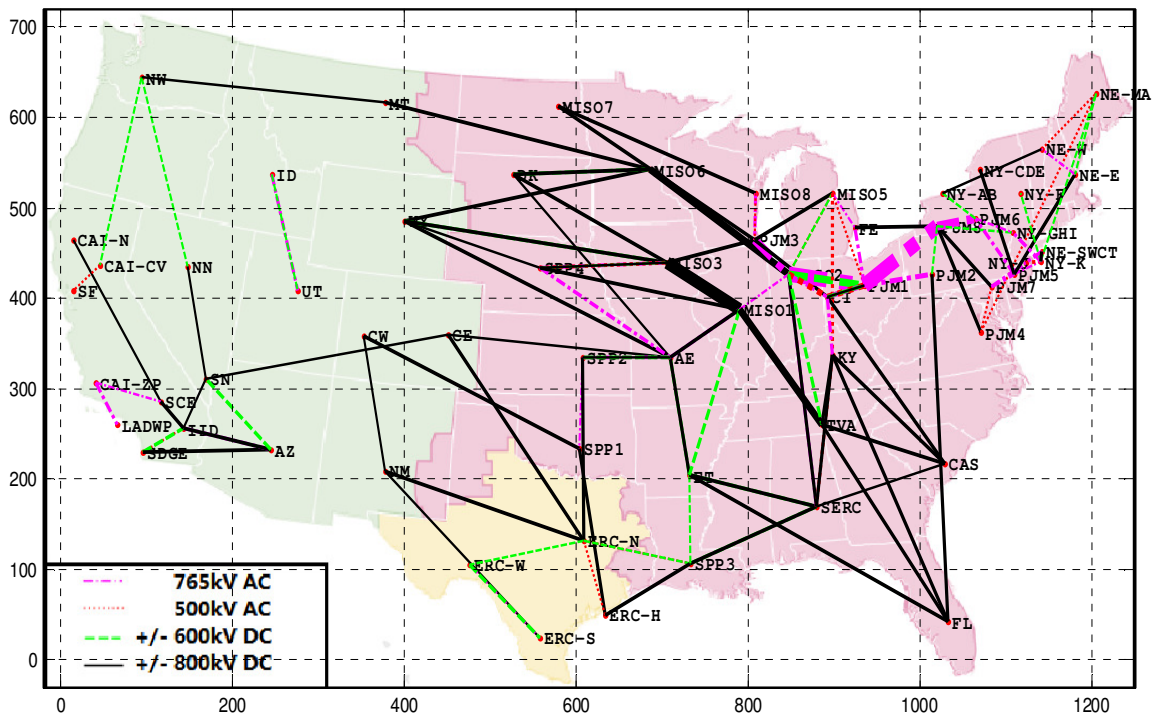 700
600
500
400
300
200
100
0
0
200
400
600
800
1000
1200
NW
MT
MISO7
NE-MA
ID
MISO6
MISO8
MISO5
NY-CDE
NE-W
NE-E
NY-AB
NY-F
CAI-N
CAI-CV
NN
SPP4
MISO3
PJM3
FE
PJM8
PJM6
NY-GHI
NE-SWCT
NY-K
SF
UT
PJM1
PJM2
PJM5
PJM7
MISO1
CW
CE
PJM4
SPP2
AE
KY
CAI-ZP
SN
SCE
LADWP
IID
SDGE
AZ
SPP1
TVA
NM
ET
CAS
SERC
ERC-N
ERC-W
SPP3
ERC-H
ERC-S
FL
765kV AC
500kV AC
+/- 600kV DC
+/- 800kV DC